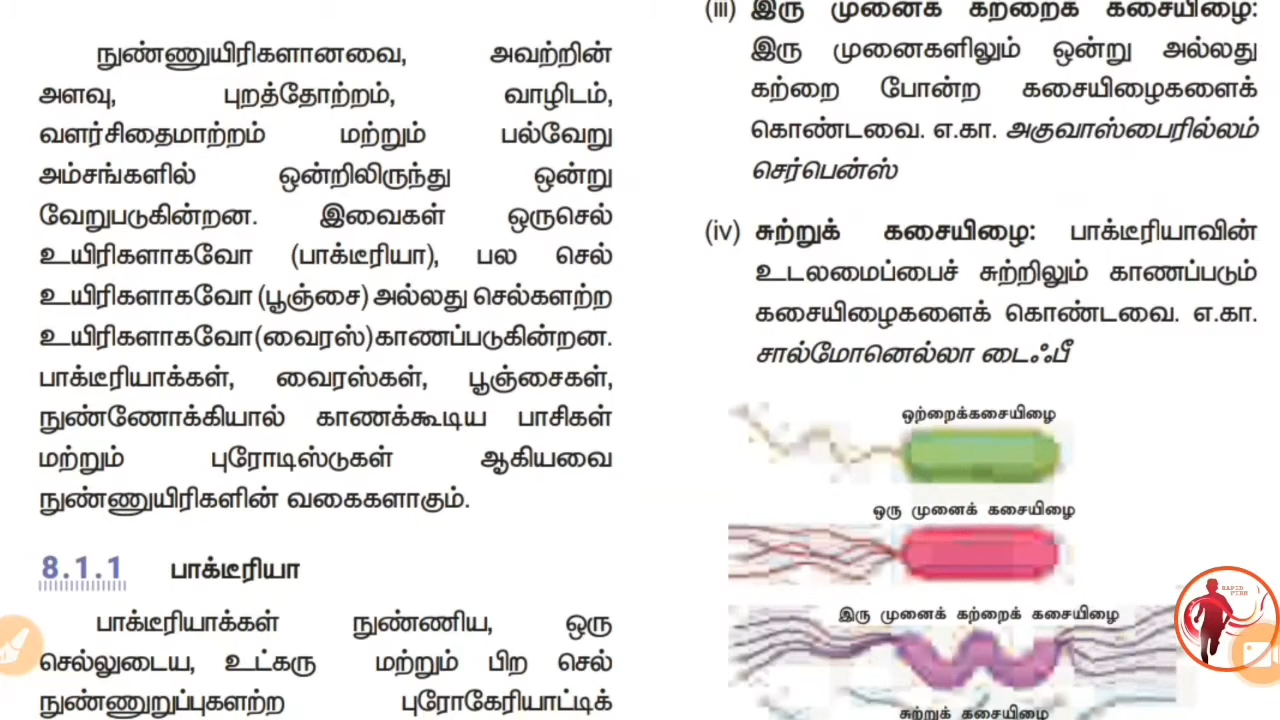 நுண்ணுயிரிகளானவை, அவற்றின்
அளவு, புறத்தோற்றம், வாழிடம்,
வளர்சிதைமாற்றம் மற்றும் பல்வேறு
அம்சங்களில் ஒன்றிலிருந்து ஒன்று
வேறுபடுகின்றன. இவைகள் ஒருசெல்
உயிரிகளாகவோ (பாக்டீரியா), பல செல்
உயிரிகளாகவோ (பூஞ்சை) அல்லது செல்களற்ற
உயிரிகளாகவோ (வைரஸ்) காணப்படுகின்றன.
பாக்டீரியாக்கள், வைரஸ்கள், பூஞ்சைகள்,
நுண்ணோக்கியால் காணக்கூடிய பாசிகள்
மற்றும் புரோடிஸ்டுகள் ஆகியவை
நுண்ணுயிரிகளின் வகைகளாகும்.
8.1.1 பாக்டீரியா
பாக்டீரியாக்கள் நுண்ணிய, ஒரு
செல்லுடைய, உட்கரு மற்றும் பிற செல்
நுண்ணுறுப்புகளற்ற புரோகேரியாட்டிக்
(iii) இரு முனைக் கற்றைக் கசையிழை:
இரு முனைகளிலும் ஒன்று அல்லது
கற்றை போன்ற கசையிழைகளைக்
கொண்டவை. எ.கா. அகுவாஸ்பைரில்லம்
செர்பென்ஸ்
(iv) சுற்றுக் கசையிழை: பாக்டீரியாவின்
உடலமைப்பைச் சுற்றிலும் காணப்படும்
கசையிழைகளைக் கொண்டவை. எ.கா.
சால்மோனெல்லா டைஃபீ
ஒற்றைக்கசையிழை
ஒரு முனைக் கசையிழை
இரு முனைக் கற்றைக் கசையிழை
சுற்றுக் கசையிழை
RAPID
FIRE